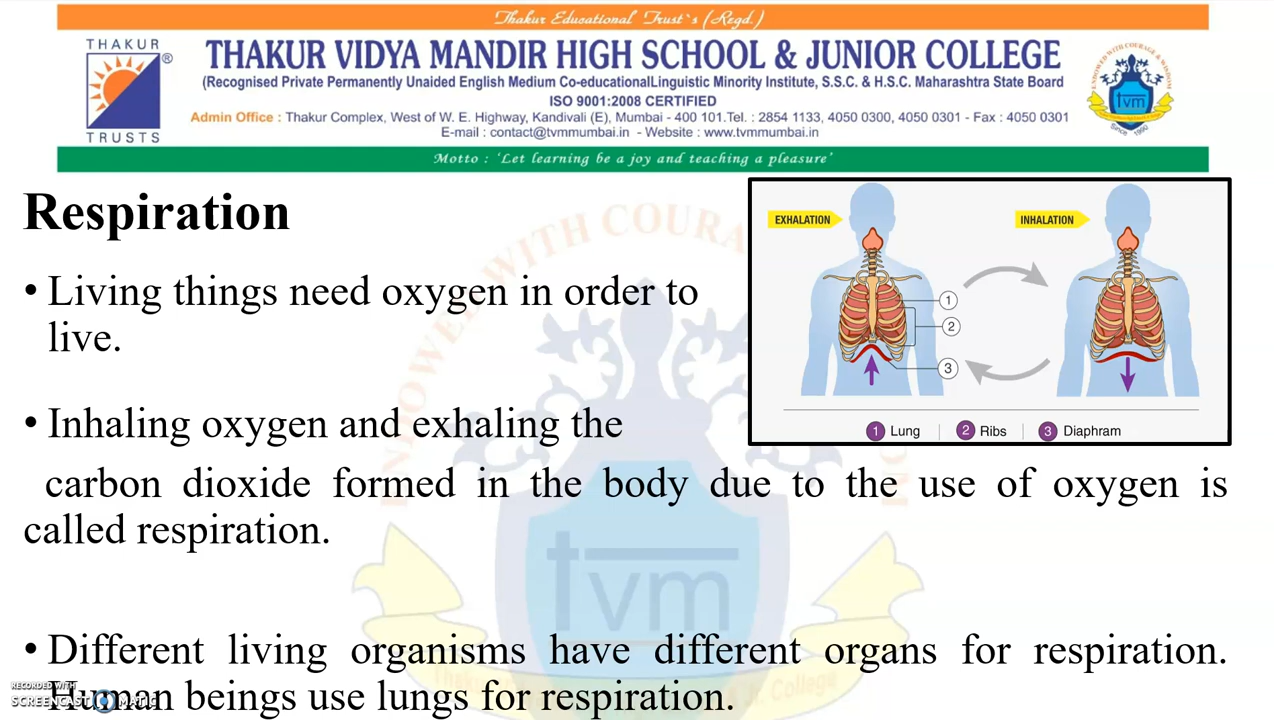 Thakur Educational Trust`s (Regd.)
THAKUR
®
TRUSTS
THAKUR VIDYA MANDIR HIGH SCHOOL & JUNIOR COLLEGE
(Recognised Private Permanently Unaided English Medium Co-educationalLinguistic Minority Institute, S.S.C. & H.S.C. Maharashtra State Board
ISO 9001:2008 CERTIFIED
Admin Office : Thakur Complex, West of W. E. Highway, Kandivali (E), Mumbai - 400 101.Tel. : 2854 1133, 4050 0300, 4050 0301 - Fax : 4050 0301
E-mail : contact@tvmmumbai.in - Website : www.tvmmumbai.in
tvm
Since - 1990
Motto : ‘Let learning be a joy and teaching a pleasure’
Respiration
• Living things need oxygen in order to
live.
• Inhaling oxygen and exhaling the
carbon dioxide formed in the body due to the use of oxygen is
called respiration.
• Different living organisms have different organs for respiration.
Human beings use lungs for respiration.
EXHALATION
INHALATION
1
2
3
1 Lung | 2 Ribs | 3 Diaphram
tvm
RECORDED WITH
SCREENCAST MATIC